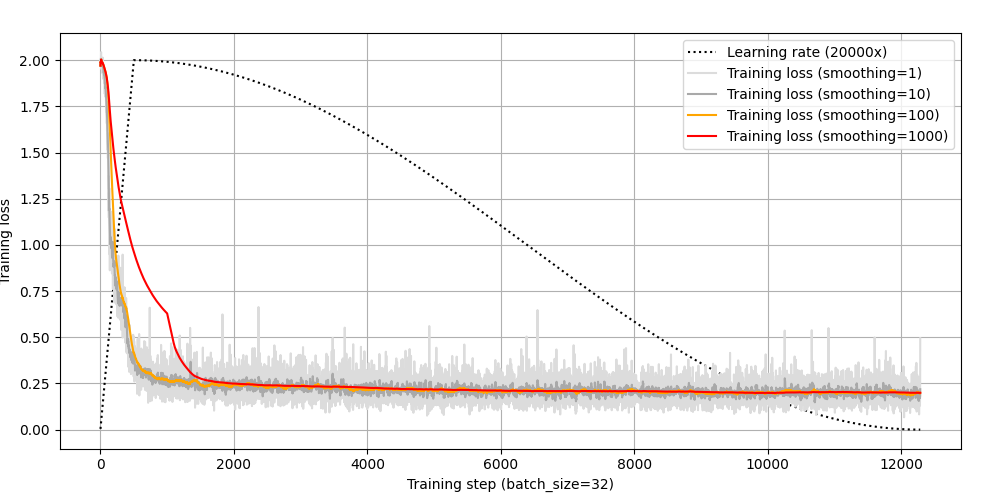 Learning rate (20000x)
Training loss (smoothing=1)
Training loss (smoothing=10)
Training loss (smoothing=100)
Training loss (smoothing=1000)
2.00
1.75
1.50
1.25
1.00
0.75
0.50
0.25
0.00
Training loss
0 2000 4000 6000 8000 10000 12000
Training step (batch_size=32)